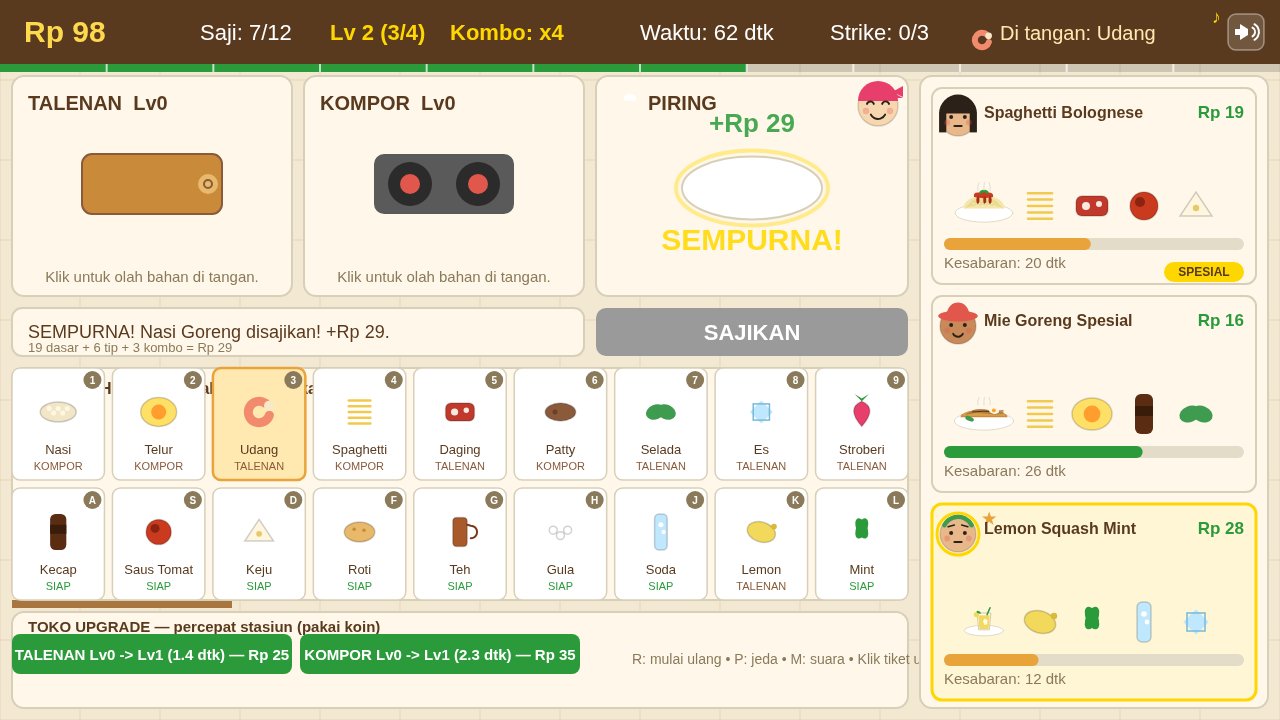 Rp 98
Saji: 7/12
Lv 2 (3/4)
Kombo: x4
Waktu: 62 dtk
Strike: 0/3
Di tangan: Udang
TALENAN Lv0
Klik untuk olah bahan di tangan.
KOMPOR Lv0
Klik untuk olah bahan di tangan.
PIRING
+Rp 29
SEMPURNA!
SEMPURNA! Nasi Goreng disajikan! +Rp 29.
19 dasar + 6 tip + 3 kombo = Rp 29
SAJIKAN
1
Nasi
KOMPOR
2
Telur
KOMPOR
3
Udang
TALENAN
4
Spaghetti
KOMPOR
5
Daging
TALENAN
6
Patty
KOMPOR
7
Selada
TALENAN
8
Es
TALENAN
9
Stroberi
TALENAN
A
Kecap
SIAP
S
Saus Tomat
SIAP
D
Keju
SIAP
F
Roti
SIAP
G
Teh
SIAP
H
Gula
SIAP
J
Soda
SIAP
K
Lemon
TALENAN
L
Mint
SIAP
TOKO UPGRADE — percepat stasiun (pakai koin)
TALENAN Lv0 -> Lv1 (1.4 dtk) — Rp 25
KOMPOR Lv0 -> Lv1 (2.3 dtk) — Rp 35
R: mulai ulang • P: jeda • M: suara • Klik tiket
Spaghetti Bolognese
Rp 19
Kesabaran: 20 dtk
SPESIAL
Mie Goreng Spesial
Rp 16
Kesabaran: 26 dtk
Lemon Squash Mint
Rp 28
Kesabaran: 12 dtk